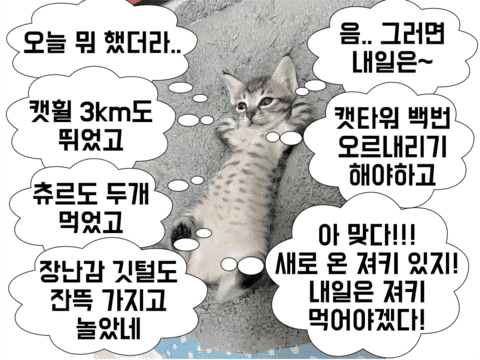 오늘 뭐 했더라..
캣휠 3km도
뛰었고
츄르도 두개
먹었고
장난감 깃털도
잔뜩 가지고
놀았네
음.. 그러면
내일은~
캣타워 백번
오르내리기
해야하고
아 맞다!!!
새로 온 져키 있지!
내일은 져키
먹어야겠다!